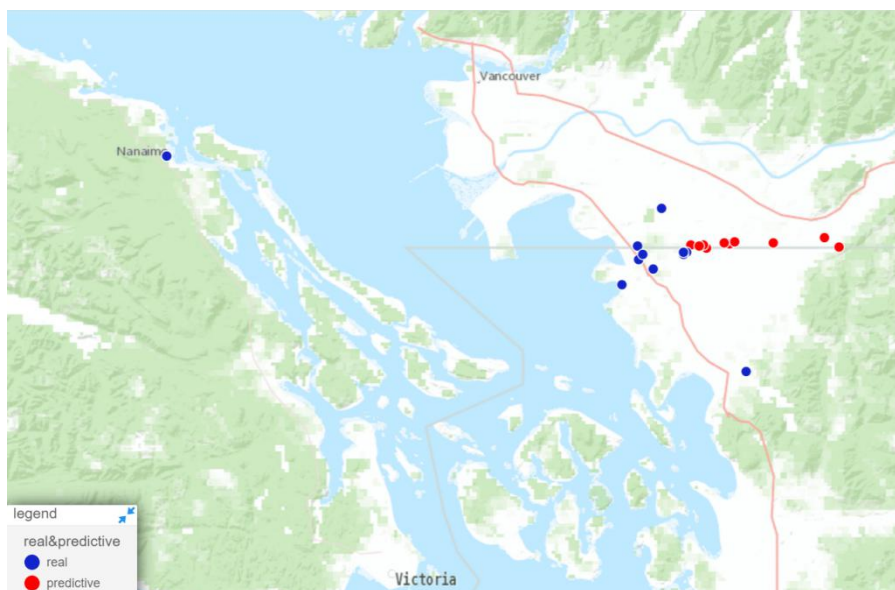 Vancouver
Nanaimo
Victoria
legend
real&predictive
real
predictive